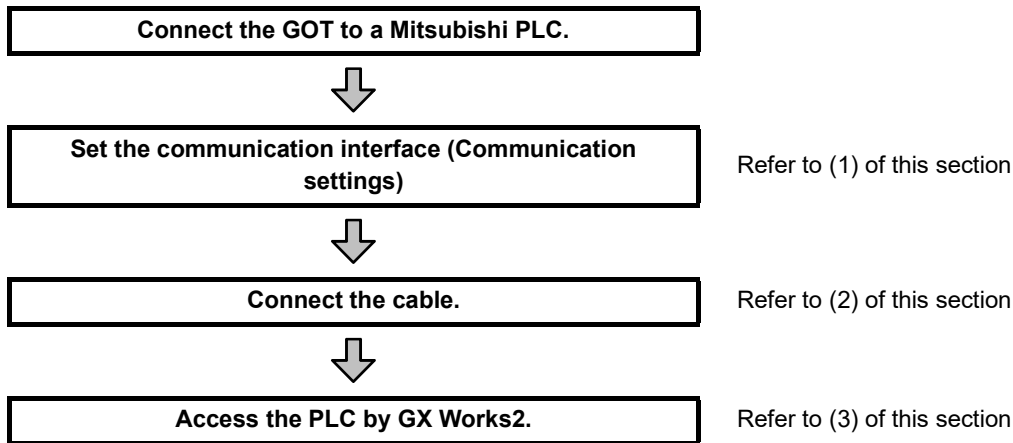 Connect the GOT to a Mitsubishi PLC.
Set the communication interface (Communication
settings)
Refer to (1) of this section
Connect the cable.
Refer to (2) of this section
Access the PLC by GX Works2.
Refer to (3) of this section